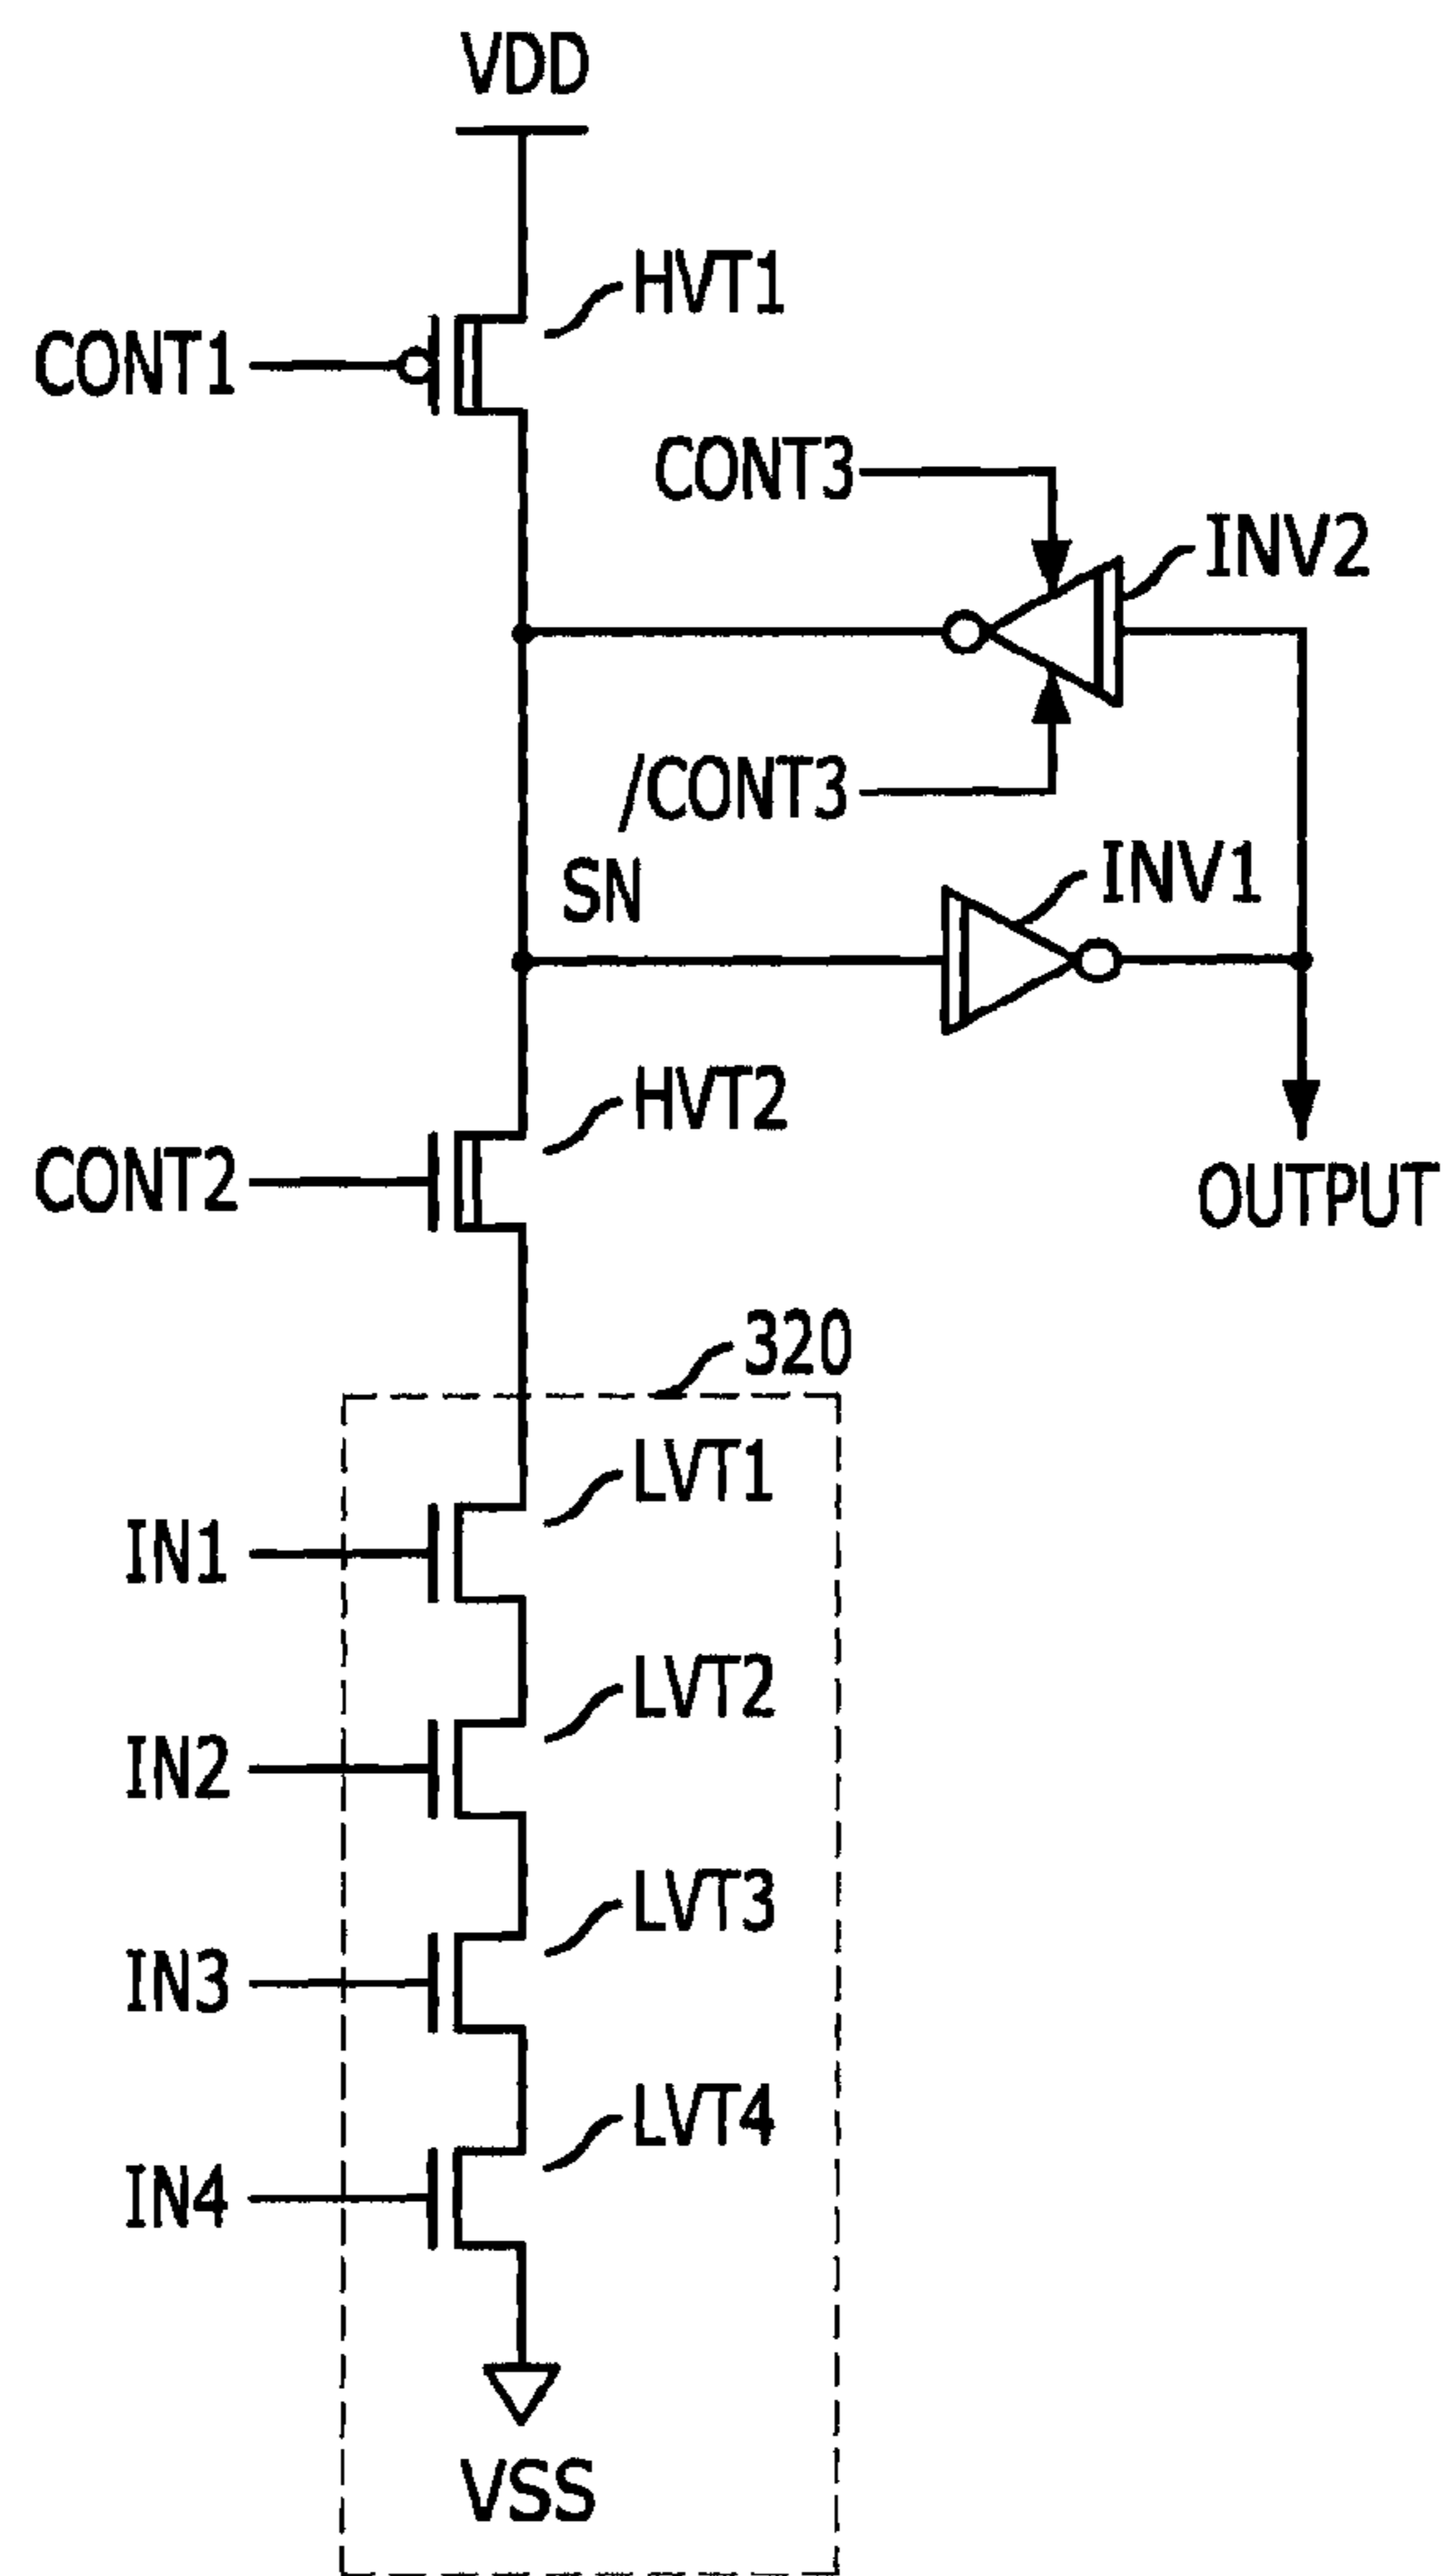 VDD
HVT1
CONT1
CONT3
INV2
/CONT3
INV1
SN
HVT2
CONT2
OUTPUT
320
LVT1
IN1
LVT2
IN2
LVT3
IN3
LVT4
IN4
VSS